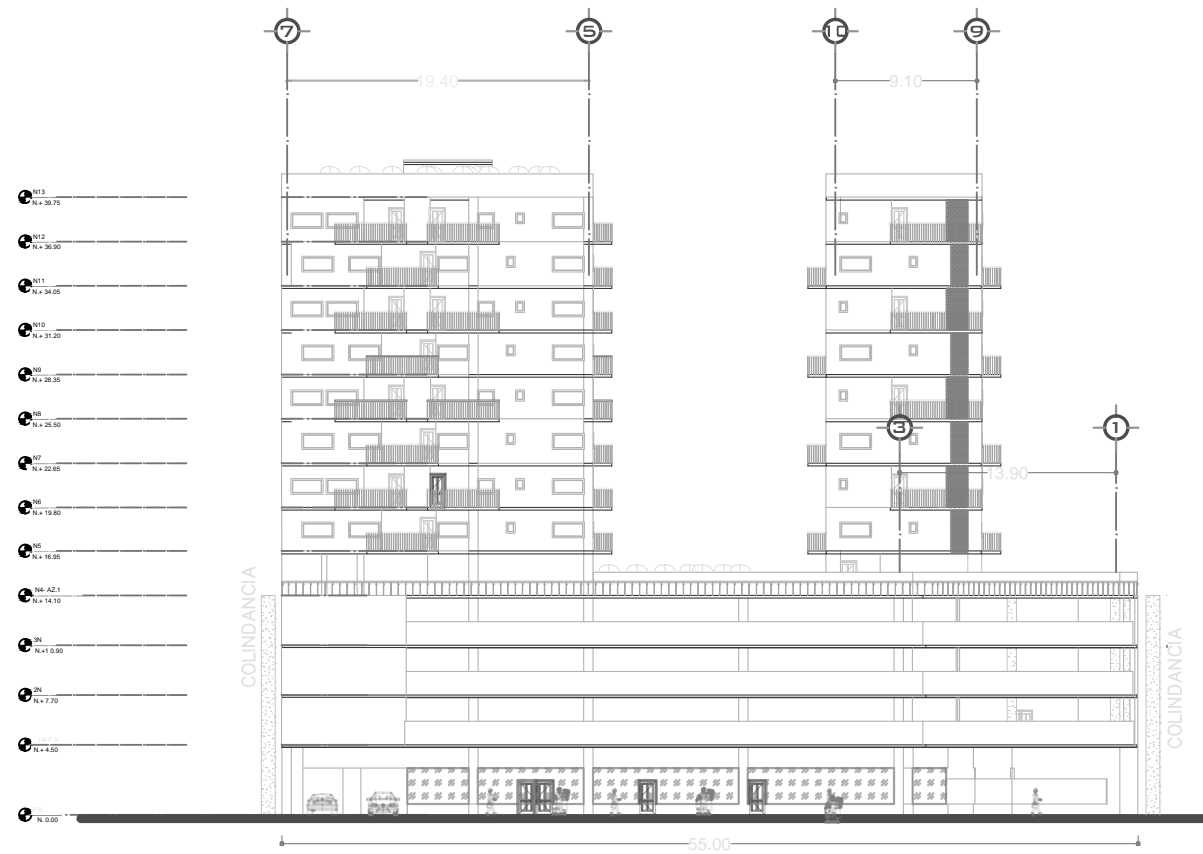 7
5
10
9
19.40
9.10
N13
N.+ 39.75
N12
N.+ 36.90
N11
N.+ 34.05
N10
N.+ 31.20
N9
N.+ 28.35
N8
N.+ 25.50
3
1
N7
N.+ 22.65
13.90
N6
N.+ 19.80
N5
N.+ 16.95
N4- AZ.1
N.+ 14.10
COLINDANCIA
COLINDANCIA
3N
N.+1 0.90
2N
N.+ 7.70
N.+ 4.50
N. 0.00
55.00